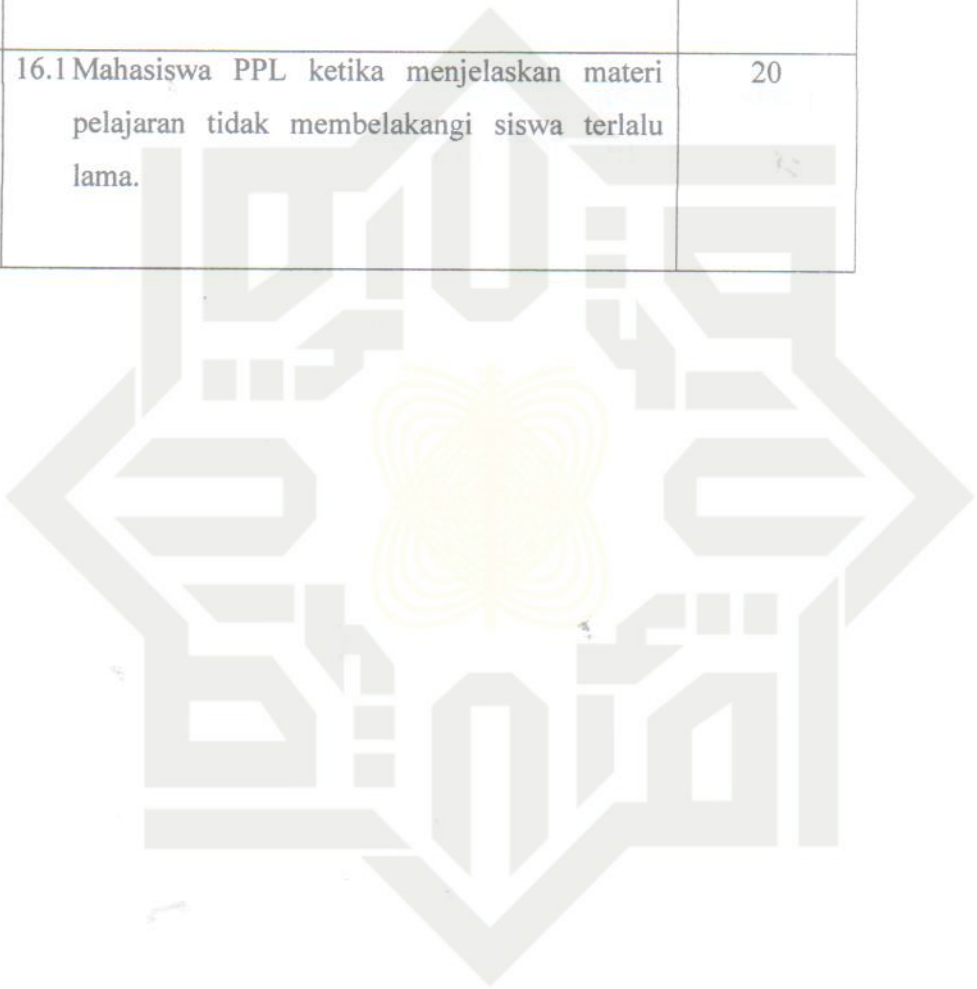 16.1 Mahasiswa PPL ketika menjelaskan materi 20
pelajaran tidak membelakangi siswa terlalu
lama.